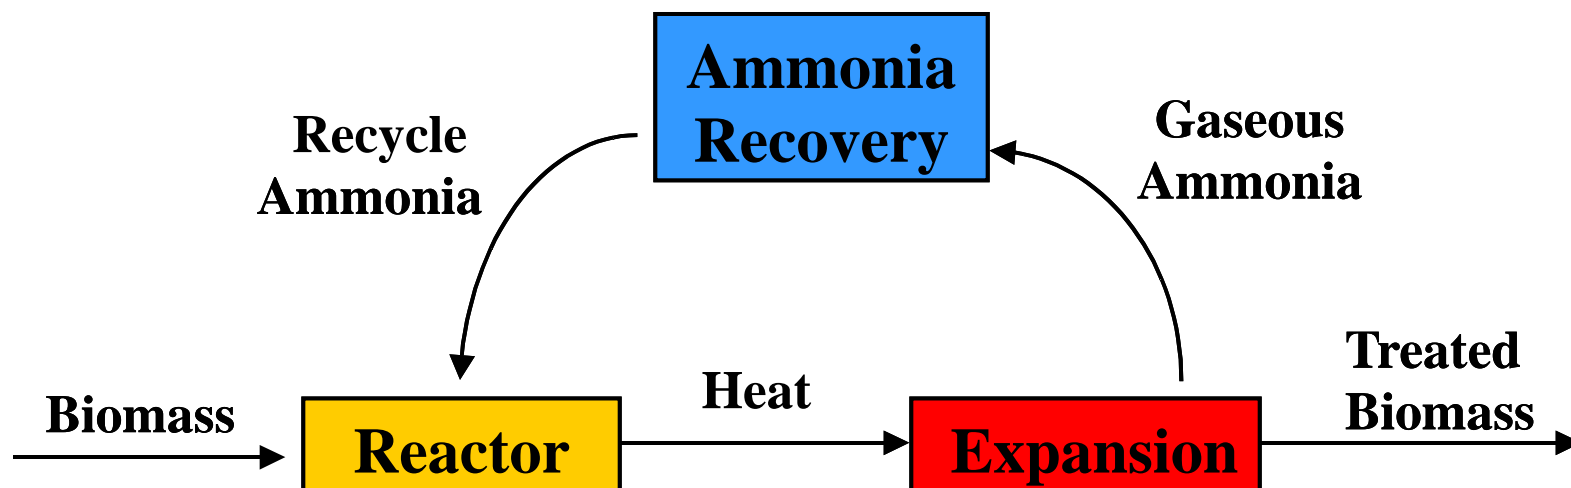 Ammonia
Recovery
Recycle
Ammonia
Gaseous
Ammonia
Biomass
Reactor
Heat
Expansion
Treated
Biomass